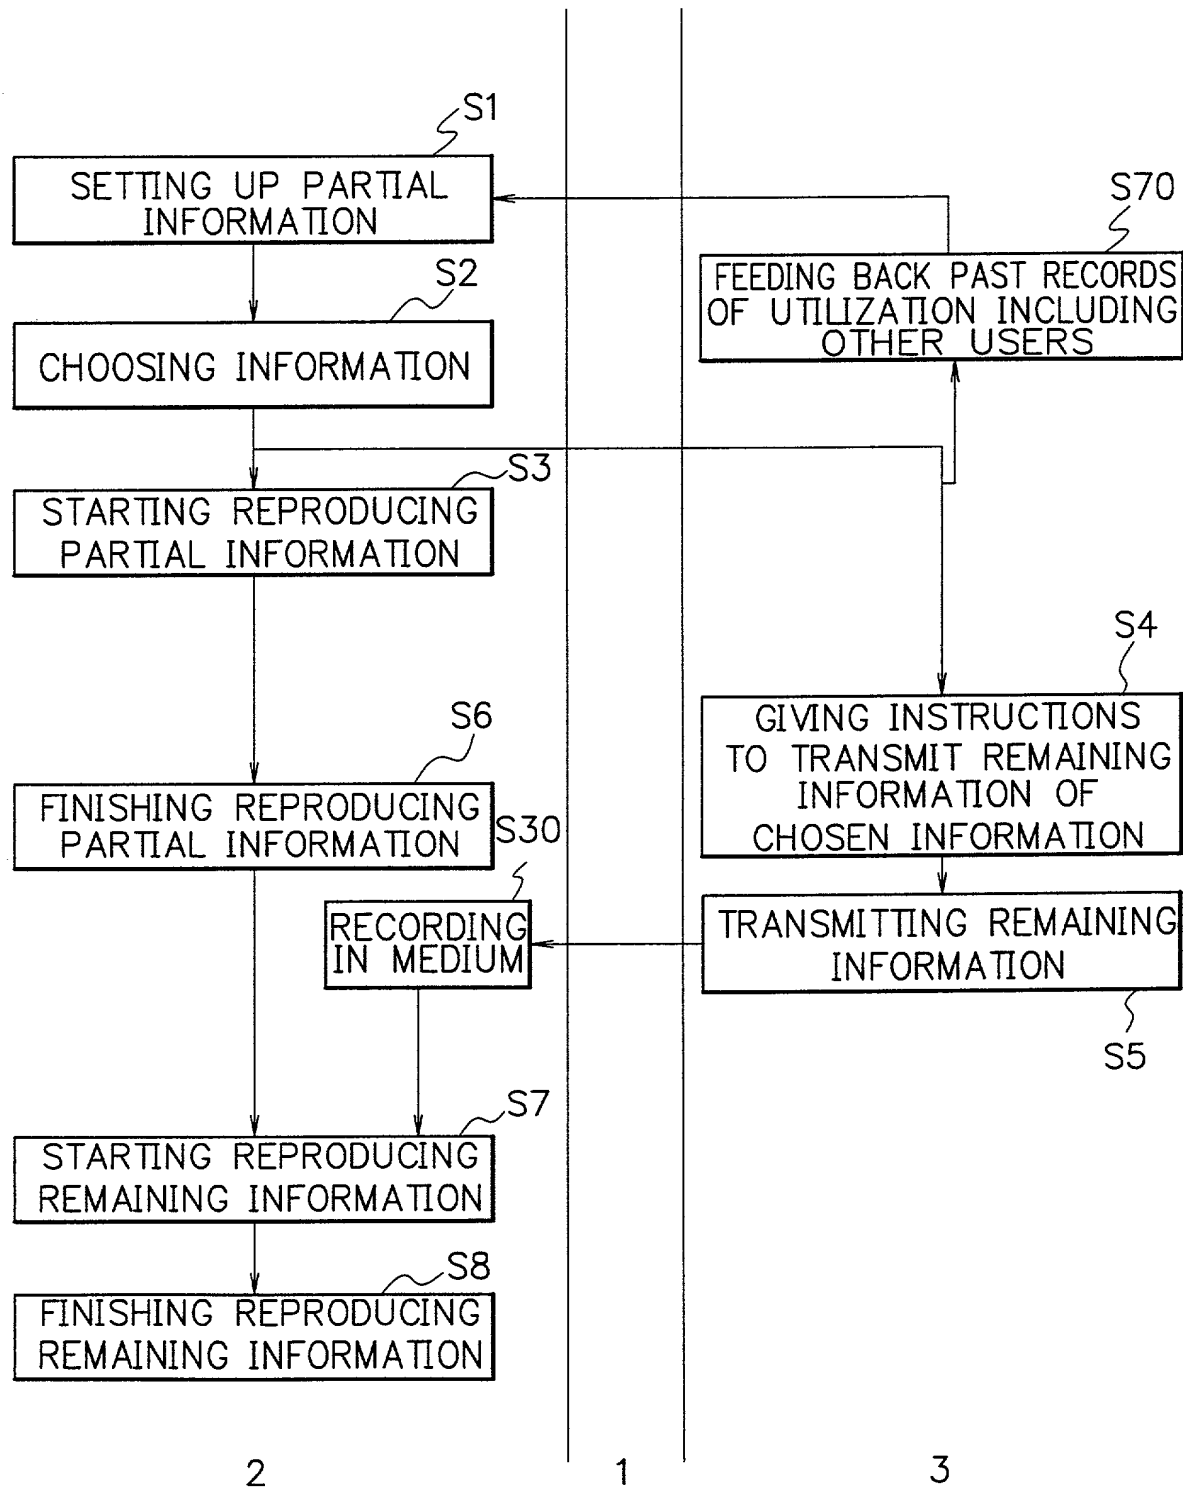 S1
SETTING UP PARTIAL
INFORMATION
S70
FEEDING BACK PAST RECORDS
OF UTILIZATION INCLUDING
OTHER USERS
S2
CHOOSING INFORMATION
S3
STARTING REPRODUCING
PARTIAL INFORMATION
S4
GIVING INSTRUCTIONS
TO TRANSMIT REMAINING
INFORMATION OF
CHOSEN INFORMATION
S6
FINISHING REPRODUCING
PARTIAL INFORMATION
S30
RECORDING
IN MEDIUM
TRANSMITTING REMAINING
INFORMATION
S5
S7
STARTING REPRODUCING
REMAINING INFORMATION
S8
FINISHING REPRODUCING
REMAINING INFORMATION
2
1
3